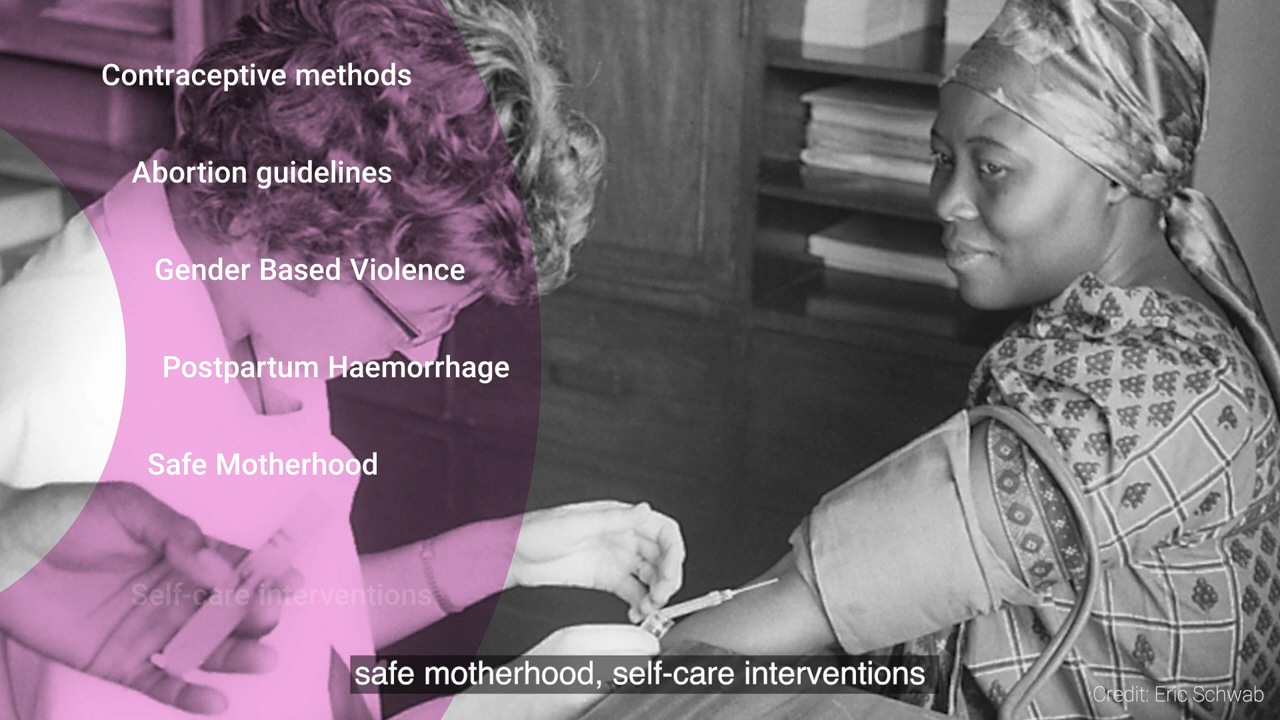 Contraceptive methods
Abortion guidelines
Gender Based Violence
Postpartum Haemorrhage
Safe Motherhood
Self-care interventions
safe motherhood, self-care interventions
Credit: Eric Schwab